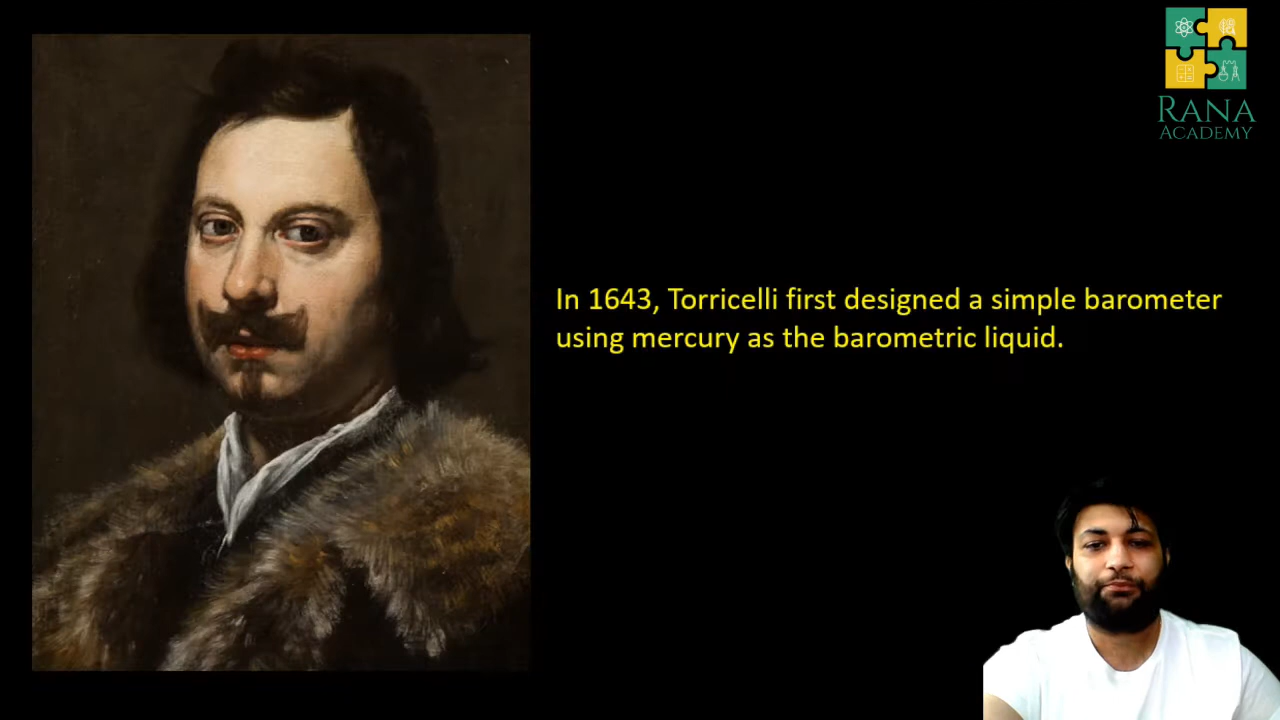 RANA
ACADEMY
In 1643, Torricelli first designed a simple barometer
using mercury as the barometric liquid.